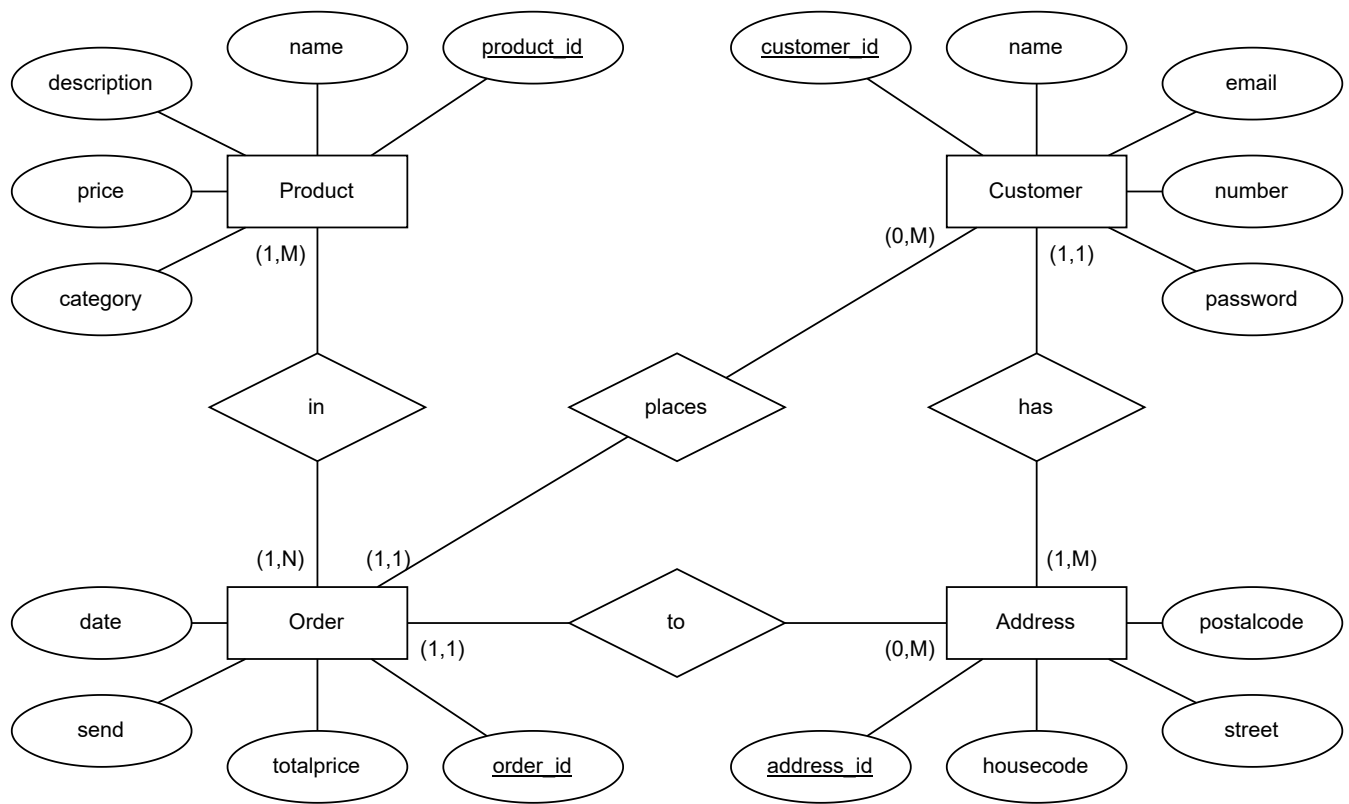 name
product_id
customer_id
name
description
email
price
Product
Customer
number
(1,M)
(0,M)
(1,1)
category
password
in
places
has
(1,N)
(1,1)
(1,M)
date
Order
to
Address
postalcode
(1,1)
(0,M)
send
street
totalprice
order_id
address_id
housecode